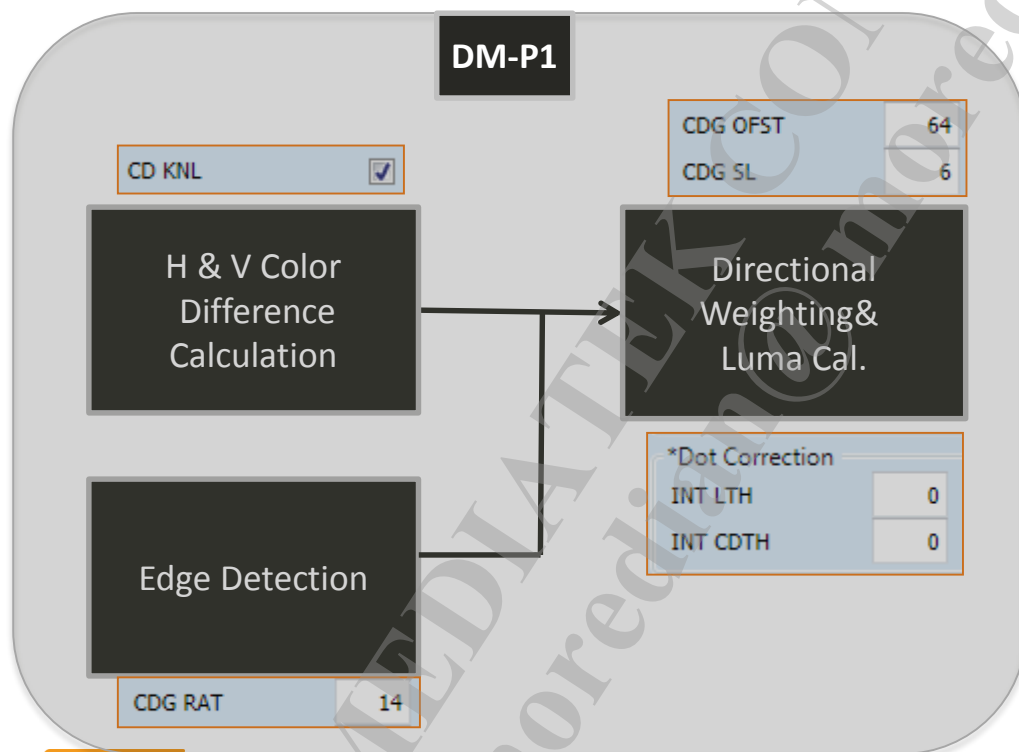 DM-P1
CDG OFST 64
CDG SL 6
CD KNL
H & V Color
Difference
Calculation
Directional
Weighting&
Luma Cal.
*Dot Correction
INT LTH 0
INT CDTH 0
Edge Detection
CDG RAT 14
MEDIATEK